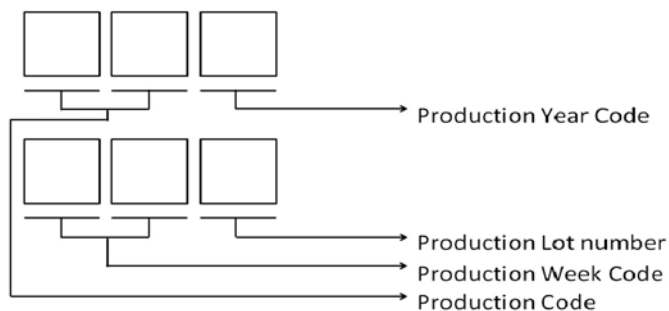 Production Year Code
Production Lot number
Production Week Code
Production Code